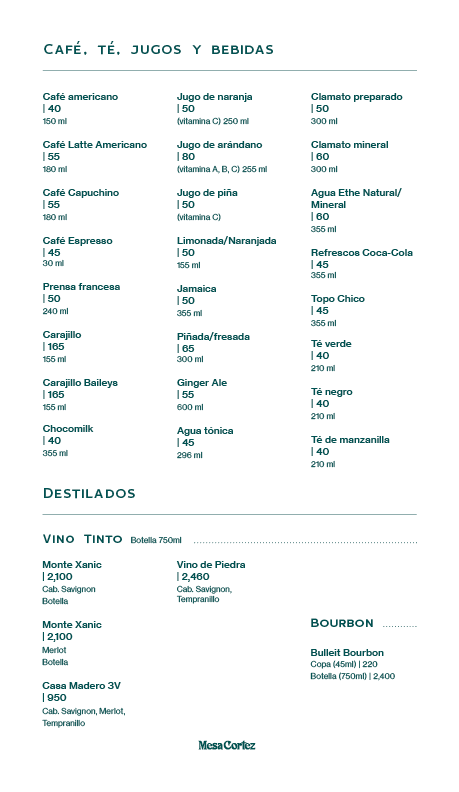 Café, té, jugos y bebidas
Café americano
| 40
150 ml
Café Latte Americano
| 55
180 ml
Café Capuchino
| 55
180 ml
Café Espresso
| 45
30 ml
Prensa francesa
| 50
240 ml
Carajillo
| 165
155 ml
Carajillo Baileys
| 165
155 ml
Chocomilk
| 40
355 ml
Jugo de naranja
| 50
(vitamina C) 250 ml
Jugo de arándano
| 80
(vitamina A, B, C) 255 ml
Jugo de piña
| 50
(vitamina C)
Limonada/Naranjada
| 50
155 ml
Jamaica
| 50
355 ml
Piñada/fresada
| 65
300 ml
Ginger Ale
| 55
600 ml
Agua tónica
| 45
296 ml
Clamato preparado
| 50
300 ml
Clamato mineral
| 60
300 ml
Agua Ethe Natural/
Mineral
| 60
355 ml
Refrescos Coca-Cola
| 45
355 ml
Topo Chico
| 45
355 ml
Té verde
| 40
210 ml
Té negro
| 40
210 ml
Té de manzanilla
| 40
210 ml
Destilados
Vino Tinto Botella 750ml
Monte Xanic
| 2,100
Cab. Savignon
Botella
Monte Xanic
| 2,100
Merlot
Botella
Casa Madero 3V
| 950
Cab. Savignon, Merlot,
Tempranillo
Vino de Piedra
| 2,460
Cab. Savignon,
Tempranillo
Bourbon
Bulleit Bourbon
Copa (45ml) | 220
Botella (750ml) | 2,400
MesaCortez